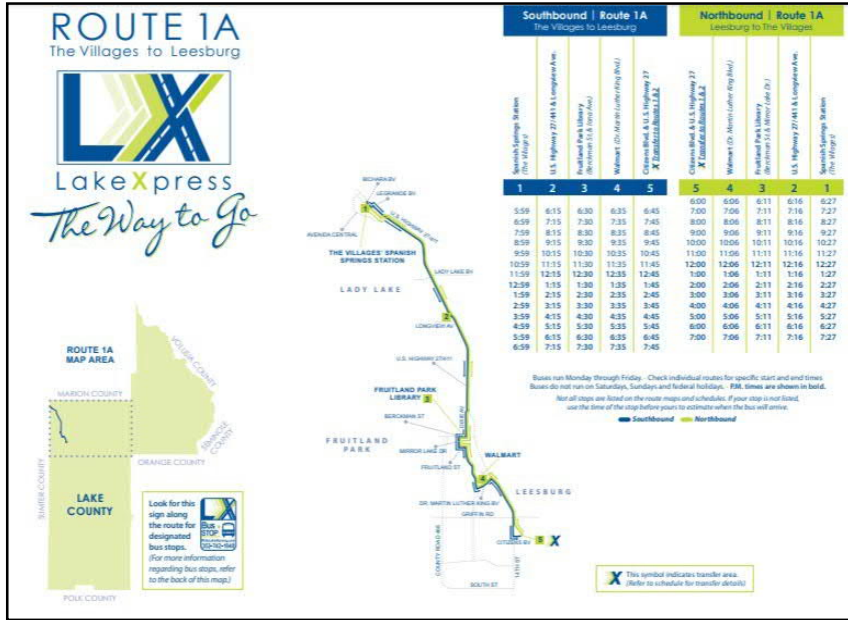 ROUTE 1A
The Villages to Leesburg
LX
LakeXpress
The Way to Go
Southbound | Route 1A
The Villages to Leesburg
Northbound | Route 1A
Leesburg to The Villages
Spanish Springs Station
(The Villages)
U.S. Highway 27/441 & Longview Ave.
Fruitland Park Library
(Berckman St. & Dixie Ave.)
Walmart (Dr. Martin Luther King Blvd.)
Citizens Blvd. & U.S. Highway 27
X Transfer to Routes 1 & 2
Citizens Blvd. & U.S. Highway 27
X Transfer to Routes 1 & 2
Walmart (Dr. Martin Luther King Blvd.)
Fruitland Park Library
(Berckman St. & Mirror Lake Dr.)
U.S. Highway 27/441 & Longview Ave.
Spanish Springs Station
(The Villages)
1 2 3 4 5 5 4 3 2 1
6:00 6:06 6:11 6:16 6:27
5:59 6:15 6:30 6:35 6:45 7:00 7:06 7:11 7:16 7:27
6:59 7:15 7:30 7:35 7:45 8:00 8:06 8:11 8:16 8:27
7:59 8:15 8:30 8:35 8:45 9:00 9:06 9:11 9:16 9:27
8:59 9:15 9:30 9:35 9:45 10:00 10:06 10:11 10:16 10:27
9:59 10:15 10:30 10:35 10:45 11:00 11:06 11:11 11:16 11:27
10:59 11:15 11:30 11:35 11:45 12:00 12:06 12:11 12:16 12:27
11:59 12:15 12:30 12:35 12:45 1:00 1:06 1:11 1:16 1:27
12:59 1:15 1:30 1:35 1:45 2:00 2:06 2:11 2:16 2:27
1:59 2:15 2:30 2:35 2:45 3:00 3:06 3:11 3:16 3:27
2:59 3:15 3:30 3:35 3:45 4:00 4:06 4:11 4:16 4:27
3:59 4:15 4:30 4:35 4:45 5:00 5:06 5:11 5:16 5:27
4:59 5:15 5:30 5:35 5:45 6:00 6:06 6:11 6:16 6:27
5:59 6:15 6:30 6:35 6:45 7:00 7:06 7:11 7:16 7:27
6:59 7:15 7:30 7:35 7:45
Buses run Monday through Friday. · Check individual routes for specific start and end times
Buses do not run on Saturdays, Sundays and federal holidays. · P.M. times are shown in bold.
Not all stops are listed on the route maps and schedules. If your stop is not listed,
use the time of the stop before yours to estimate when the bus will arrive.
Southbound Northbound
BICHARA BV
LEGRANDE BV
1
U.S. HIGHWAY 27/441
AVENIDA CENTRAL
THE VILLAGES' SPANISH
SPRINGS STATION
LADY LAKE BV
LADY LAKE
2
LONGVIEW AV
U.S. HIGHWAY 27/441
FRUITLAND PARK
LIBRARY 3
DIXIE AV
FRUITLAND
PARK
MIRROR LAKE DR
FRUITLAND ST
WALMART
4
LEESBURG
DR. MARTIN LUTHER KING BV
GRIFFIN RD
CITIZENS BV
5 X
COUNTY ROAD 468
14TH ST
SOUTH ST
ROUTE 1A
MAP AREA
VOLUSIA COUNTY
MARION COUNTY
SEMINOLE
COUNTY
ORANGE COUNTY
SUMTER COUNTY
LAKE
COUNTY
POLK COUNTY
Look for this
sign along
the route for
designated
bus stops.
(For more information
regarding bus stops, refer
to the back of this map.)
LX
Bus
STOP
X This symbol indicates transfer area.
(Refer to schedule for transfer details)